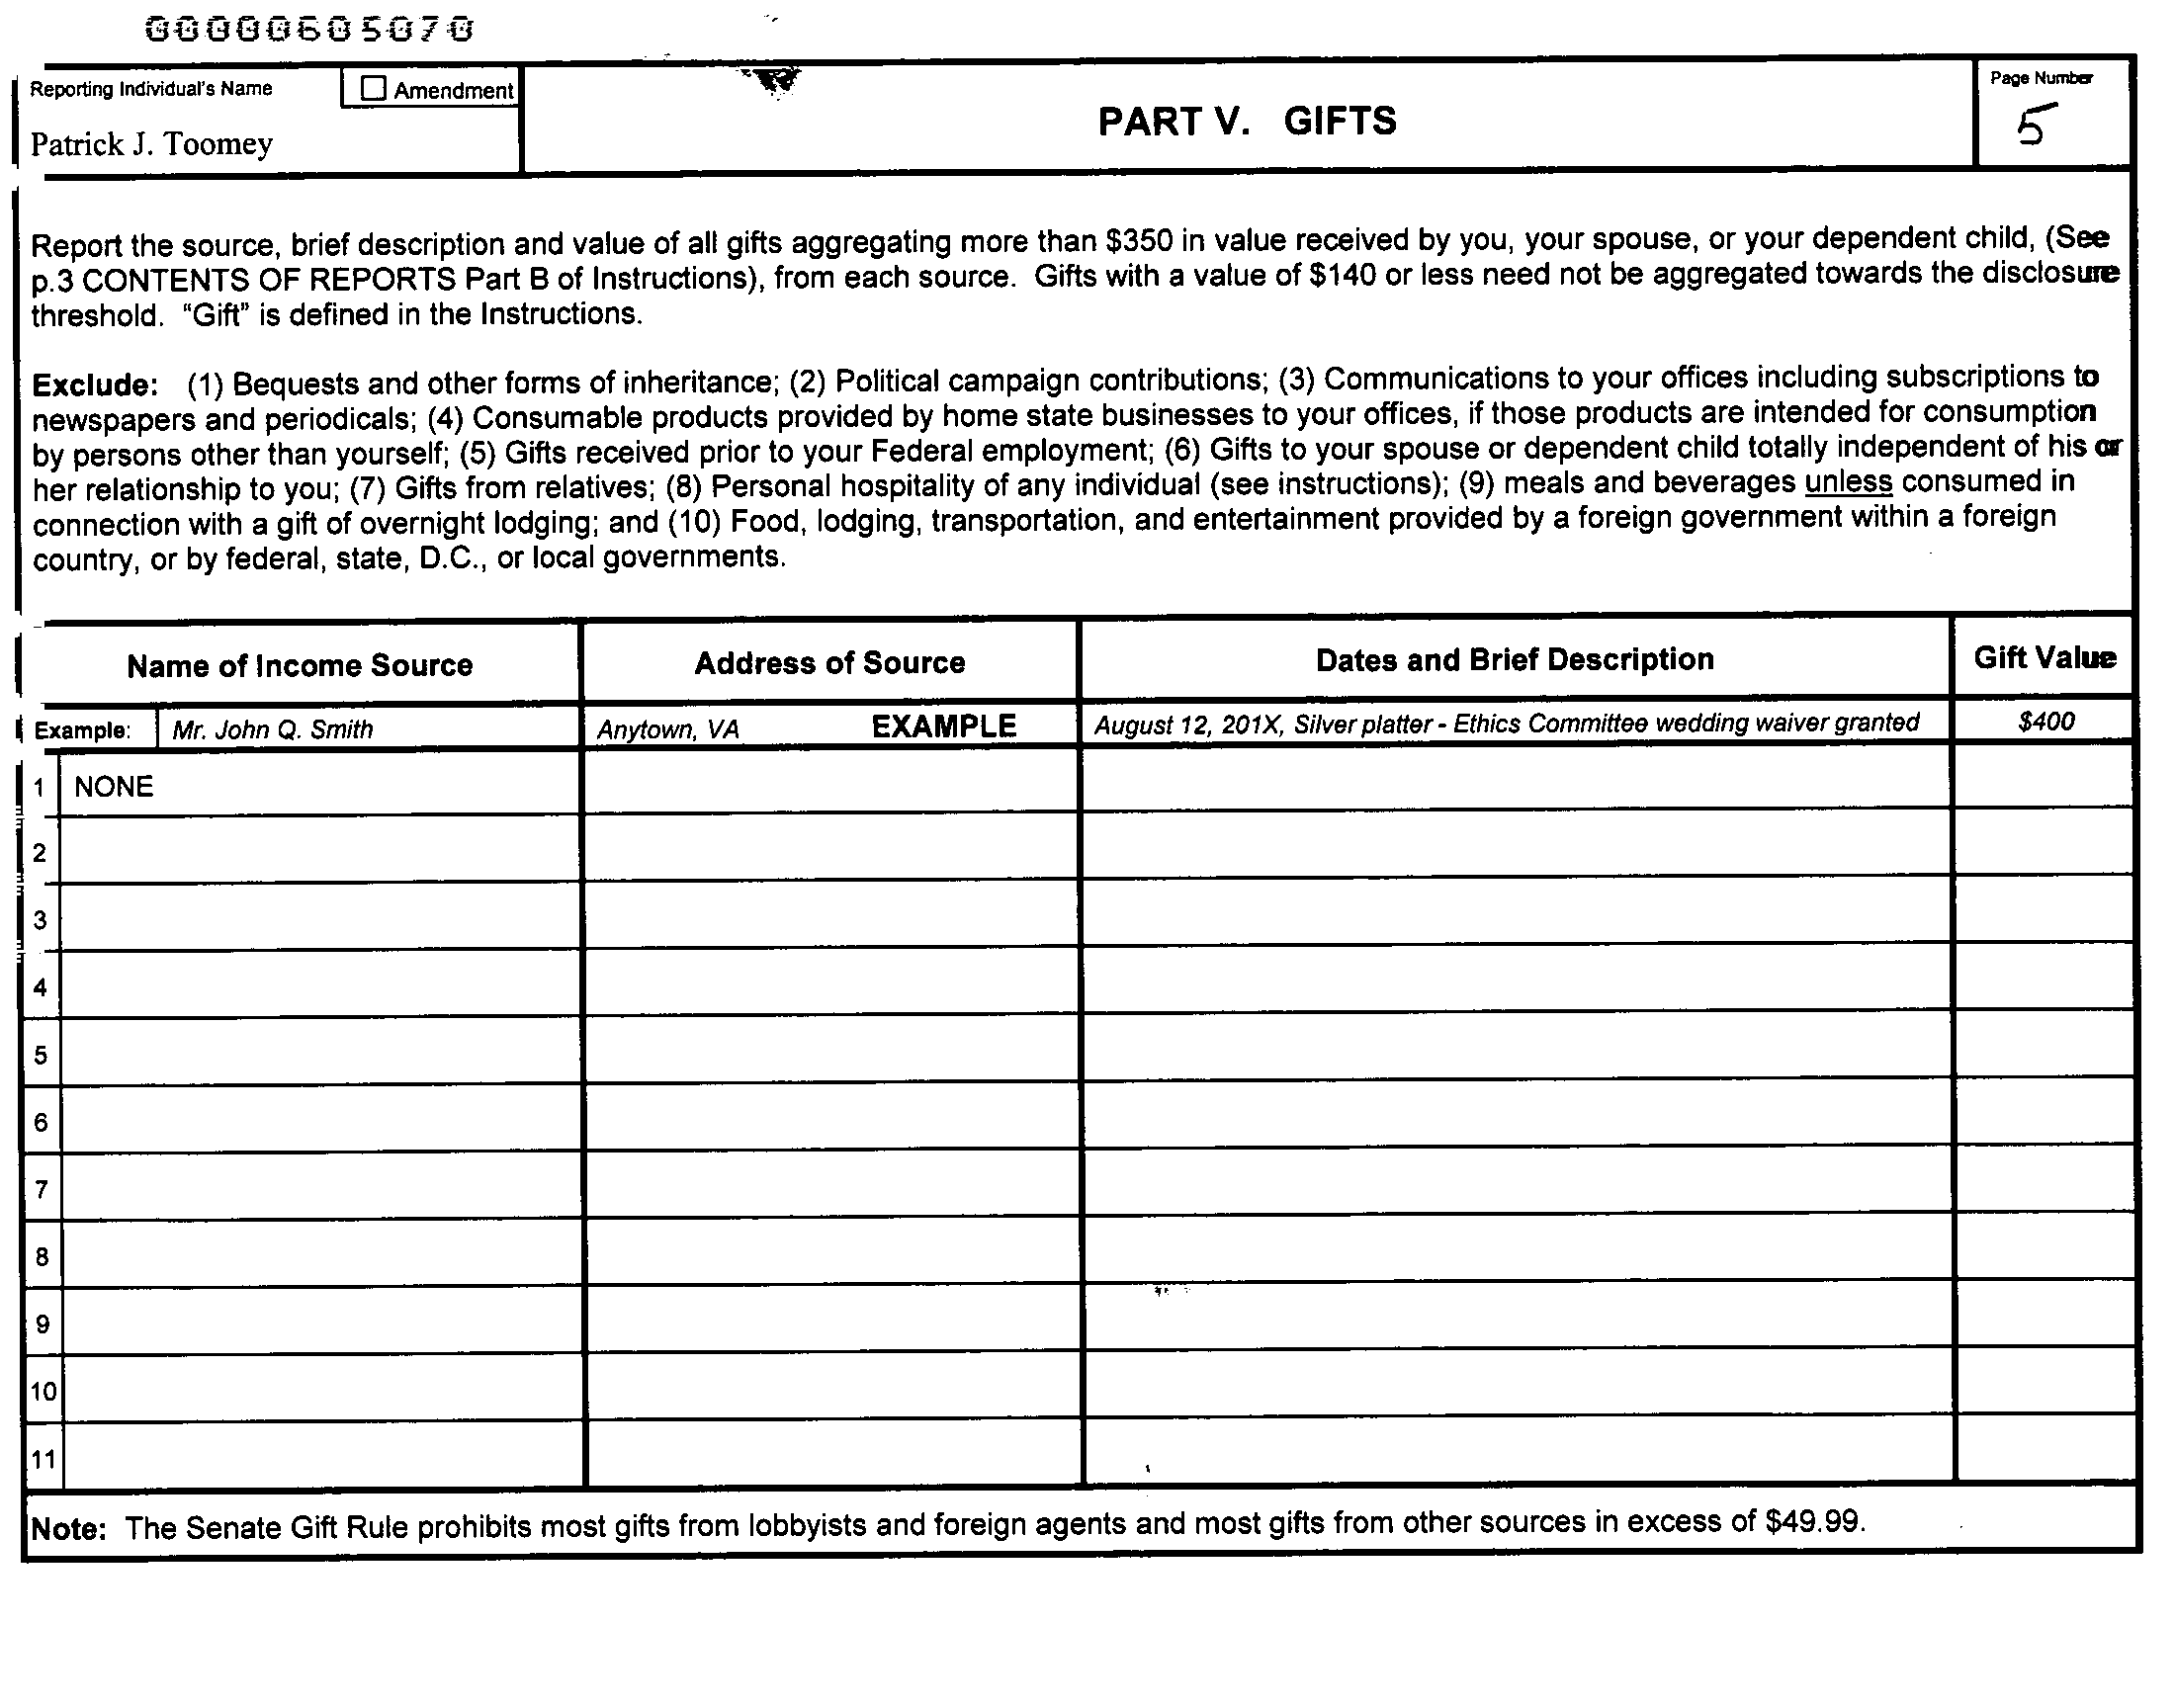 00000605070
Reporting Individual's Name
Amendment
Patrick J. Toomey
PART V. GIFTS
Page Number
5
Report the source, brief description and value of all gifts aggregating more than $350 in value received by you, your spouse, or your dependent child, (See
p.3 CONTENTS OF REPORTS Part B of Instructions), from each source. Gifts with a value of $140 or less need not be aggregated towards the disclosure
threshold. "Gift" is defined in the Instructions.
Exclude: (1) Bequests and other forms of inheritance; (2) Political campaign contributions; (3) Communications to your offices including subscriptions to
newspapers and periodicals; (4) Consumable products provided by home state businesses to your offices, if those products are intended for consumption
by persons other than yourself; (5) Gifts received prior to your Federal employment; (6) Gifts to your spouse or dependent child totally independent of his or
her relationship to you; (7) Gifts from relatives; (8) Personal hospitality of any individual (see instructions); (9) meals and beverages unless consumed in
connection with a gift of overnight lodging; and (10) Food, lodging, transportation, and entertainment provided by a foreign government within a foreign
country, or by federal, state, D.C., or local governments.
Name of Income Source Address of Source Dates and Brief Description Gift Value
Example: Mr. John Q. Smith Anytown, VA EXAMPLE August 12, 201X, Silver platter - Ethics Committee wedding waiver granted $400
1 NONE
2
3
4
5
6
7
8
9
10
11
Note: The Senate Gift Rule prohibits most gifts from lobbyists and foreign agents and most gifts from other sources in excess of $49.99.